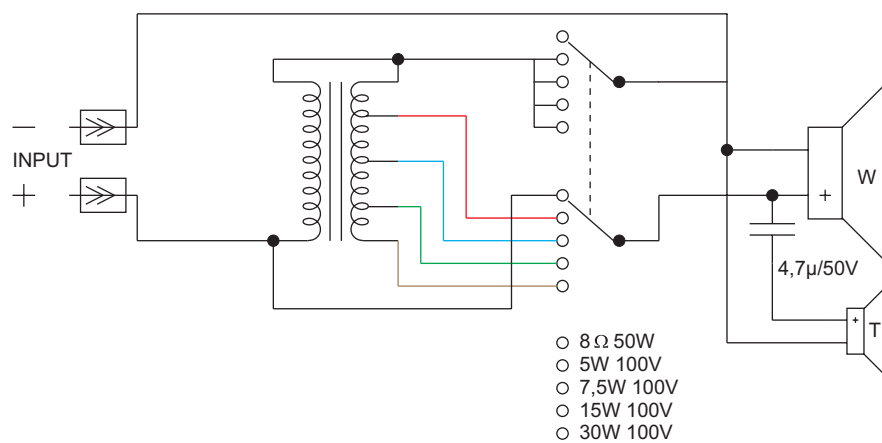 −
INPUT
+
W
+
4,7µ/50V
+
T
8 Ω 50W
5W 100V
7,5W 100V
15W 100V
30W 100V